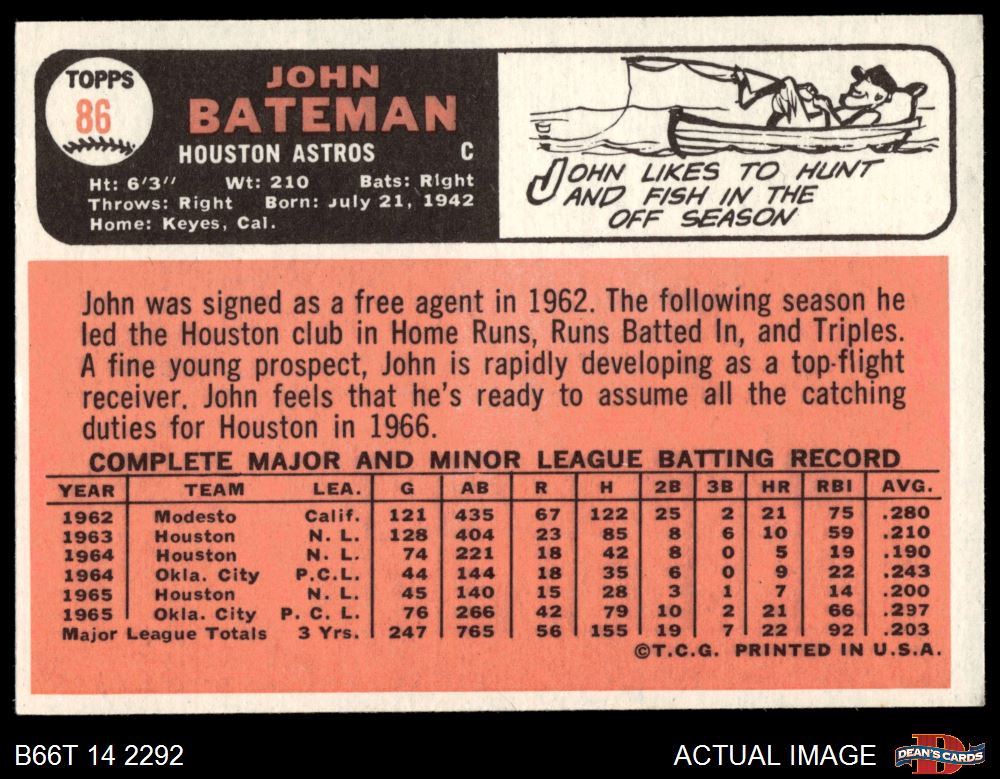 TOPPS
86
JOHN
BATEMAN
HOUSTON ASTROS C
Ht: 6'3" Wt: 210 Bats: Right
Throws: Right Born: July 21, 1942
Home: Keyes, Cal.
JOHN LIKES TO HUNT
AND FISH IN THE
OFF SEASON
John was signed as a free agent in 1962. The following season he
led the Houston club in Home Runs, Runs Batted In, and Triples.
A fine young prospect, John is rapidly developing as a top-flight
receiver. John feels that he's ready to assume all the catching
duties for Houston in 1966.
COMPLETE MAJOR AND MINOR LEAGUE BATTING RECORD
YEAR TEAM LEA. G AB R H 2B 3B HR RBI AVG.
1962 Modesto Calif. 121 435 67 122 25 2 21 75 .280
1963 Houston N. L. 128 404 23 85 8 6 10 59 .210
1964 Houston N. L. 74 221 18 42 8 0 5 19 .190
1964 Okla. City P.C.L. 44 144 18 35 6 0 9 22 .243
1965 Houston N. L. 45 140 15 28 3 1 7 14 .200
1965 Okla. City P. C. L. 76 266 42 79 10 2 21 66 .297
Major League Totals 3 Yrs. 247 765 56 155 19 7 22 92 .203
©T.C.G. PRINTED IN U.S.A.
B66T 14 2292
ACTUAL IMAGE
DEAN'S CARDS